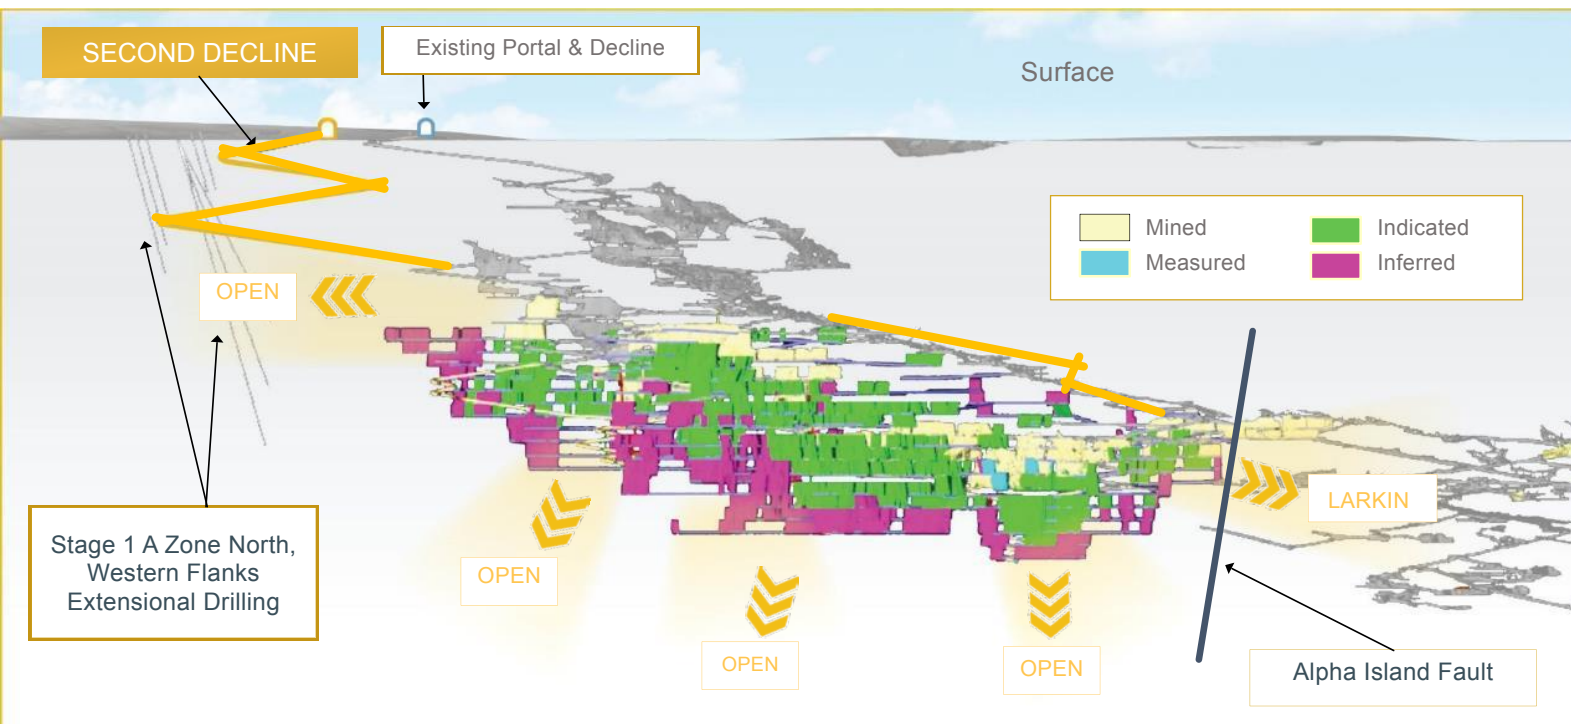 SECOND DECLINE
Existing Portal & Decline
Surface
Mined
Indicated
Measured
Inferred
OPEN
LARKIN
Stage 1 A Zone North,
Western Flanks
Extensional Drilling
OPEN
OPEN
OPEN
Alpha Island Fault